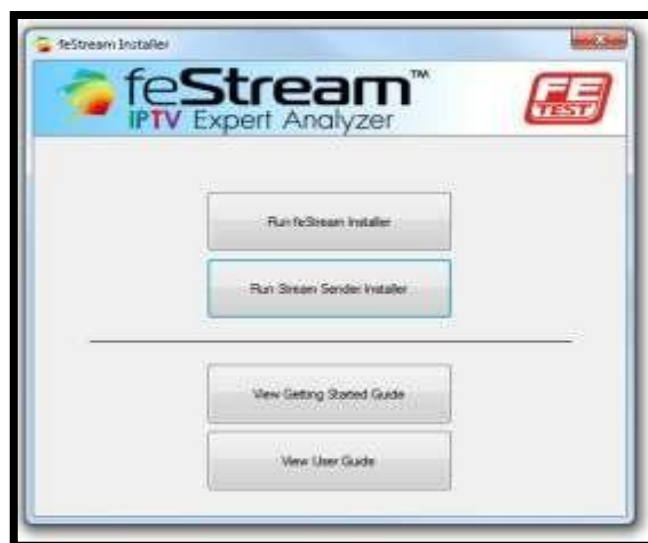 feStream Installer
feStream™
IPTV Expert Analyzer
FE
TEST
Run feStream Installer
Run Stream Sender Installer
View Getting Started Guide
View User Guide